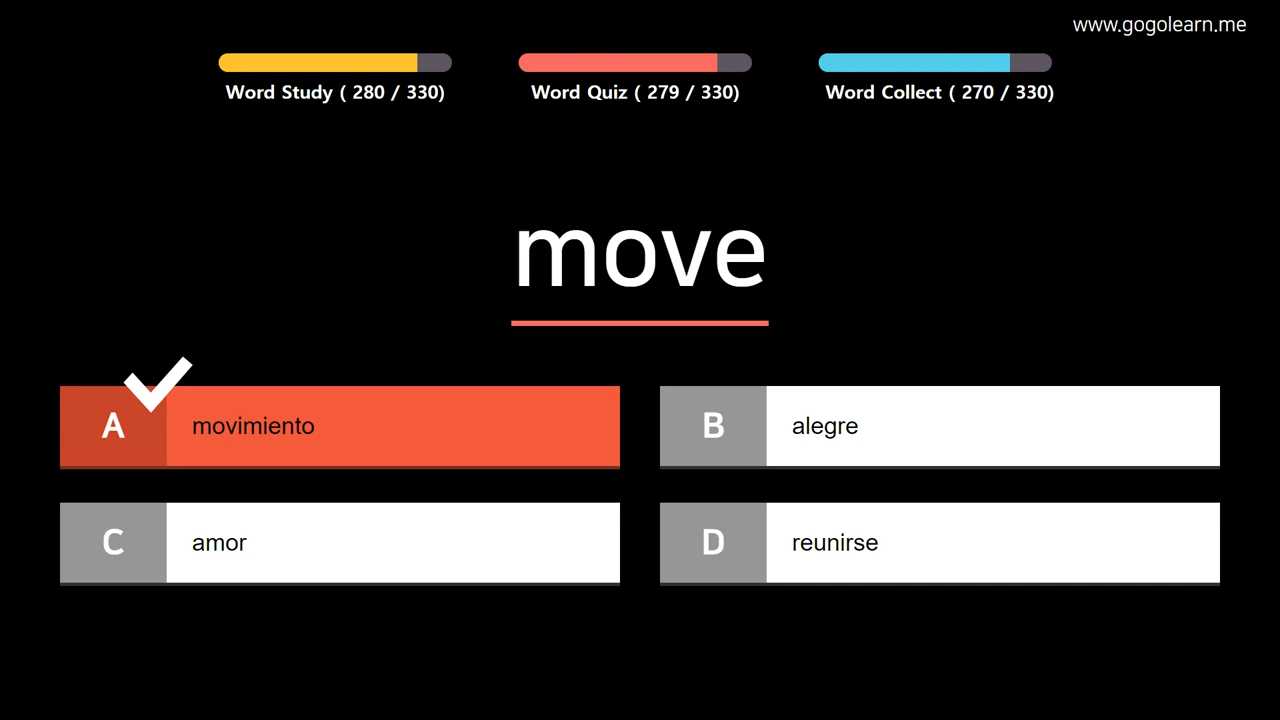 www.gogolearn.me
Word Study ( 280 / 330)
Word Quiz ( 279 / 330)
Word Collect ( 270 / 330)
move
A movimiento
B alegre
C amor
D reunirse